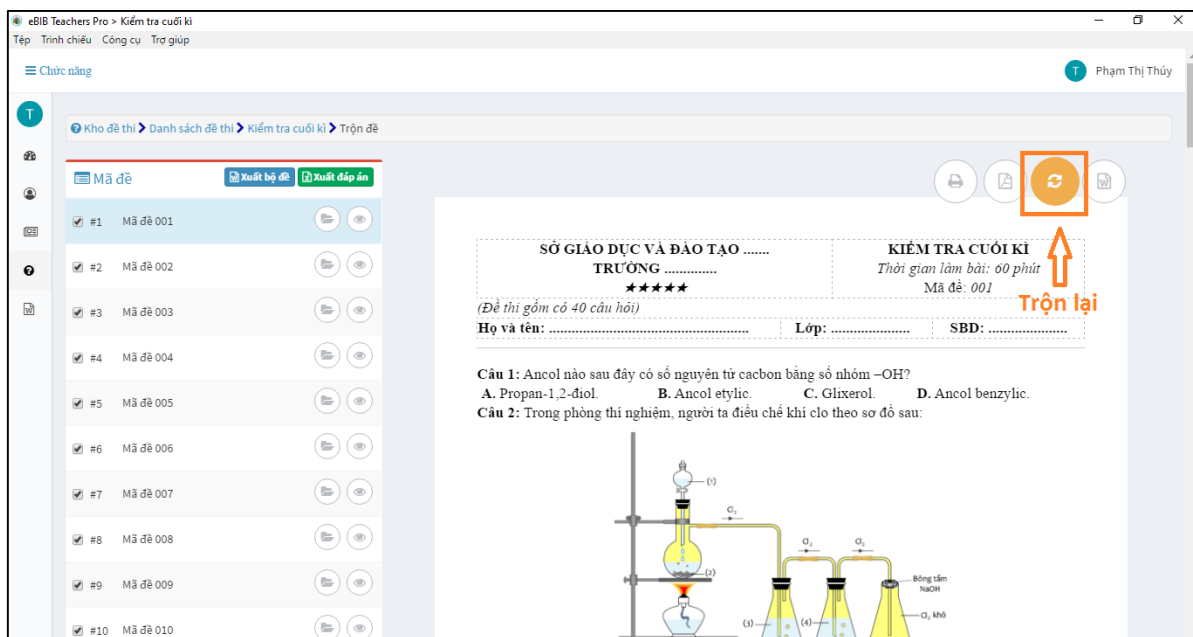 eBIB Teachers Pro > Kiểm tra cuối kì
Tệp Trình chiếu Công cụ Trợ giúp
Chức năng
T Phạm Thị Thúy
T
Kho đề thi Danh sách đề thi Kiểm tra cuối kì Trộn đề
Mã đề Xuất bộ đề Xuất đáp án
#1 Mã đề 001
#2 Mã đề 002
#3 Mã đề 003
#4 Mã đề 004
#5 Mã đề 005
#6 Mã đề 006
#7 Mã đề 007
#8 Mã đề 008
#9 Mã đề 009
#10 Mã đề 010
Trộn lại
SỞ GIÁO DỤC VÀ ĐÀO TẠO .......
TRƯỜNG ..............
★★★★★
KIỂM TRA CUỐI KÌ
Thời gian làm bài: 60 phút
Mã đề: 001
(Đề thi gồm có 40 câu hỏi)
Họ và tên: .................................................... Lớp: ..................... SBD: .....................
Câu 1: Ancol nào sau đây có số nguyên tử cacbon bằng số nhóm –OH?
A. Propan-1,2-điol. B. Ancol etylic. C. Glixerol. D. Ancol benzylic.
Câu 2: Trong phòng thí nghiệm, người ta điều chế khí clo theo sơ đồ sau:
(1)
Cl₂
Cl₂
Cl₂
(2)
Bông tẩm
NaOH
Cl₂ khô
(3)
(4)